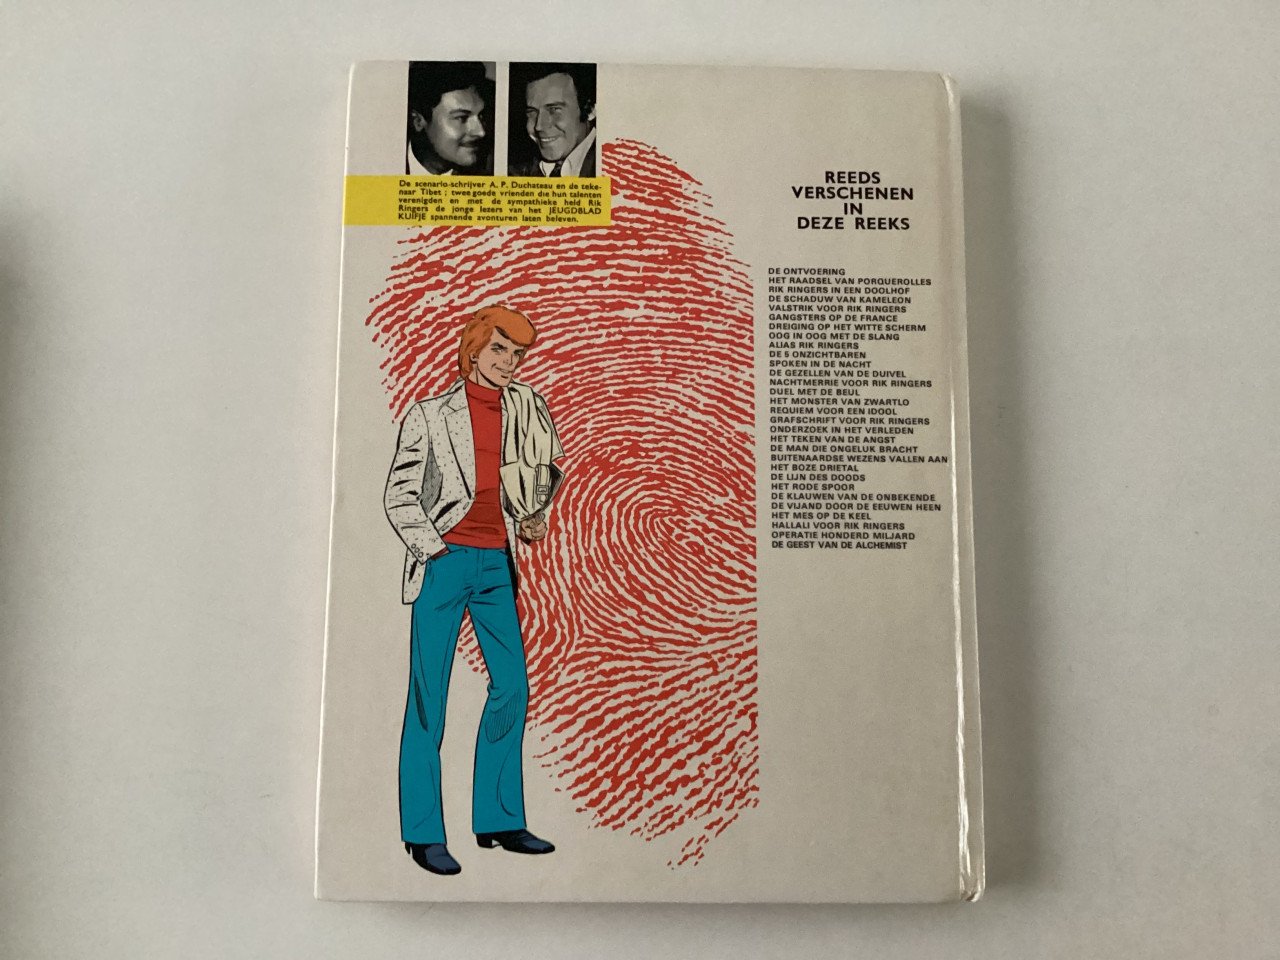 De scenario-schrijver A. P. Duchateau en de teke-
naar Tibet ; twee goede vrienden die hun talenten
verenigden en met de sympathieke held Rik
Ringers de jonge lezers van het JEUGDBLAD
KUIFJE spannende avonturen laten beleven.
REEDS
VERSCHENEN
IN
DEZE REEKS
DE ONTVOERING
HET RAADSEL VAN PORQUEROLLES
RIK RINGERS IN EEN DOOLHOF
DE SCHADUW VAN KAMELEON
VALSTRIK VOOR RIK RINGERS
GANGSTERS OP DE FRANCE
DREIGING OP HET WITTE SCHERM
OOG IN OOG MET DE SLANG
ALIAS RIK RINGERS
DE 5 ONZICHTBAREN
SPOKEN IN DE NACHT
DE GEZELLEN VAN DE DUIVEL
NACHTMERRIE VOOR RIK RINGERS
DUEL MET DE BEUL
HET MONSTER VAN ZWARTLO
REQUIEM VOOR EEN IDOOL
GRAFSCHRIFT VOOR RIK RINGERS
ONDERZOEK IN HET VERLEDEN
HET TEKEN VAN DE ANGST
DE MAN DIE ONGELUK BRACHT
BUITENAARDSE WEZENS VALLEN AAN
HET BOZE DRIETAL
DE LIJN DES DOODS
HET RODE SPOOR
DE KLAUWEN VAN DE ONBEKENDE
DE VIJAND DOOR DE EEUWEN HEEN
HET MES OP DE KEEL
HALLALI VOOR RIK RINGERS
OPERATIE HONDERD MILJARD
DE GEEST VAN DE ALCHEMIST